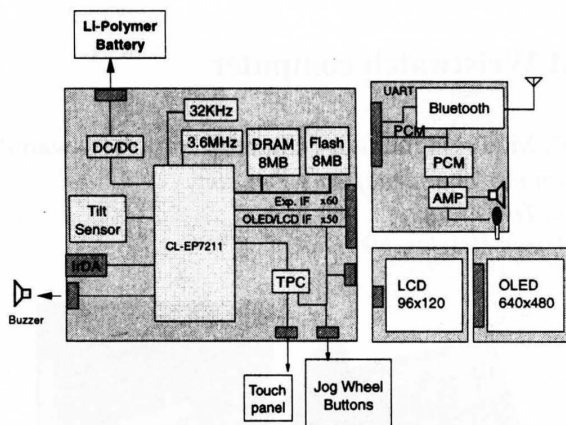 Li-Polymer
Battery
32KHz
3.6MHz
DC/DC
DRAM
8MB
Flash
8MB
Exp. IF x60
OLED/LCD IF x50
Tilt
Sensor
CL-EP7211
IrDA
TPC
Buzzer
Touch
panel
Jog Wheel
Buttons
UART
Bluetooth
PCM
PCM
AMP
LCD
96x120
OLED
640x480